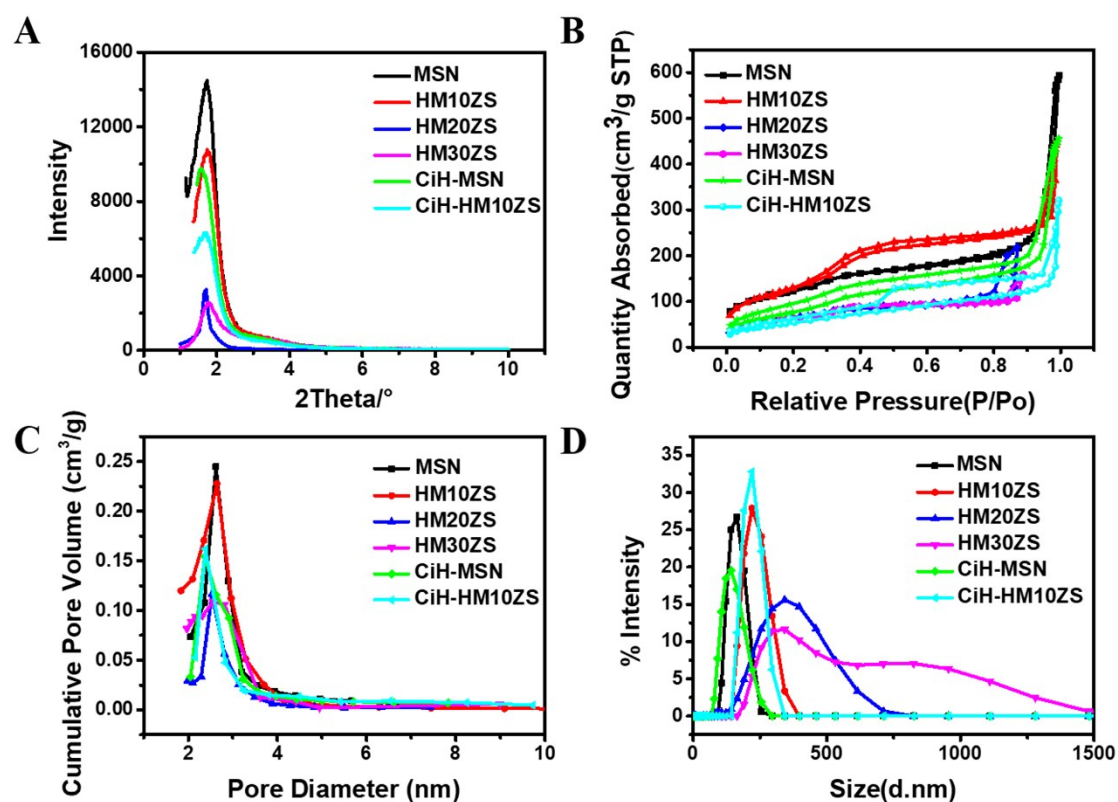 A
16000
12000
8000
4000
0
Intensity
0 2 4 6 8 10
2Theta/°
MSN
HM10ZS
HM20ZS
HM30ZS
CiH-MSN
CiH-HM10ZS
B
600
500
400
300
200
100
0
Quantity Absorbed(cm³/g STP)
0.0 0.2 0.4 0.6 0.8 1.0
Relative Pressure(P/Po)
MSN
HM10ZS
HM20ZS
HM30ZS
CiH-MSN
CiH-HM10ZS
C
0.25
0.20
0.15
0.10
0.05
0.00
Cumulative Pore Volume (cm³/g)
2 4 6 8 10
Pore Diameter (nm)
MSN
HM10ZS
HM20ZS
HM30ZS
CiH-MSN
CiH-HM10ZS
D
35
30
25
20
15
10
5
0
% Intensity
0 500 1000 1500
Size(d.nm)
MSN
HM10ZS
HM20ZS
HM30ZS
CiH-MSN
CiH-HM10ZS